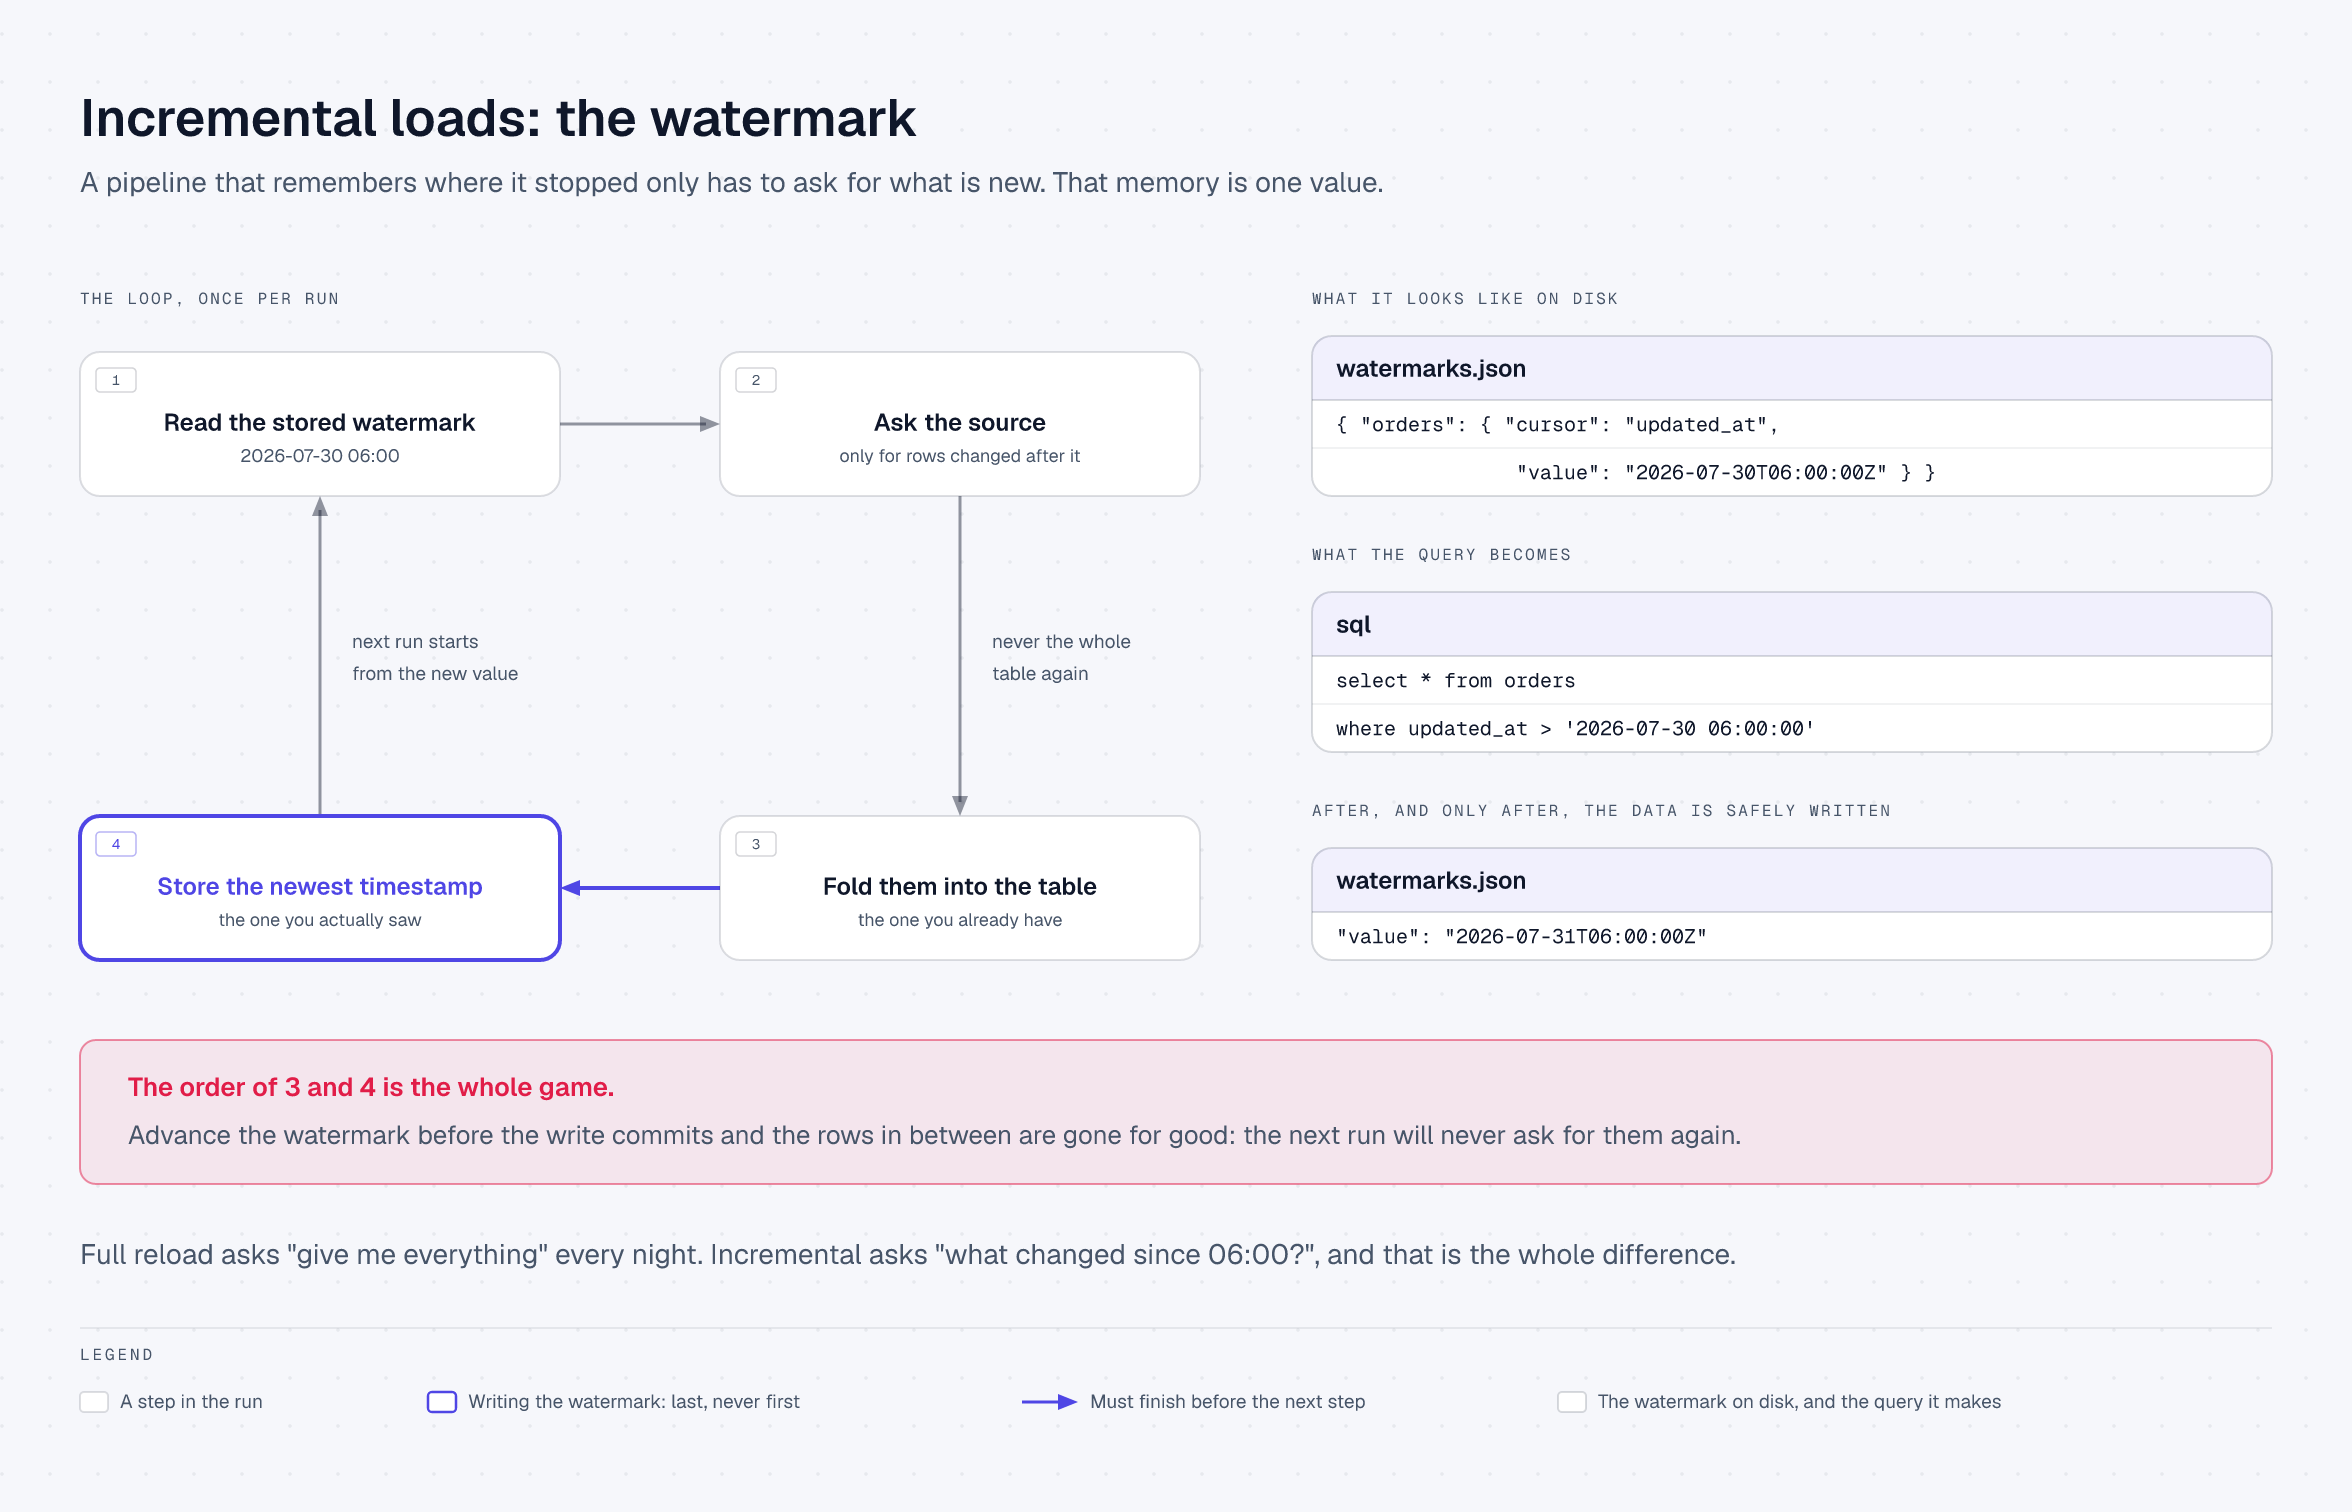 Incremental loads: the watermark
A pipeline that remembers where it stopped only has to ask for what is new. That memory is one value.
THE LOOP, ONCE PER RUN
1
Read the stored watermark
2026-07-30 06:00
2
Ask the source
only for rows changed after it
next run starts
from the new value
never the whole
table again
4
Store the newest timestamp
the one you actually saw
3
Fold them into the table
the one you already have
WHAT IT LOOKS LIKE ON DISK
watermarks.json
{ "orders": { "cursor": "updated_at",
"value": "2026-07-30T06:00:00Z" } }
WHAT THE QUERY BECOMES
sql
select * from orders
where updated_at > '2026-07-30 06:00:00'
AFTER, AND ONLY AFTER, THE DATA IS SAFELY WRITTEN
watermarks.json
"value": "2026-07-31T06:00:00Z"
The order of 3 and 4 is the whole game.
Advance the watermark before the write commits and the rows in between are gone for good: the next run will never ask for them again.
Full reload asks "give me everything" every night. Incremental asks "what changed since 06:00?", and that is the whole difference.
LEGEND
A step in the run
Writing the watermark: last, never first
Must finish before the next step
The watermark on disk, and the query it makes